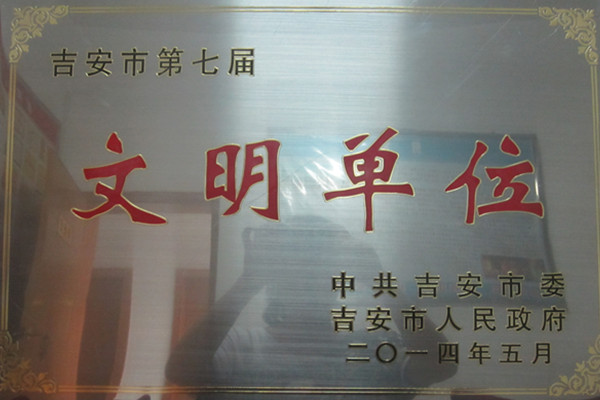 吉安市第七届
文明单位
中共吉安市委
吉安市人民政府
二〇一四年五月